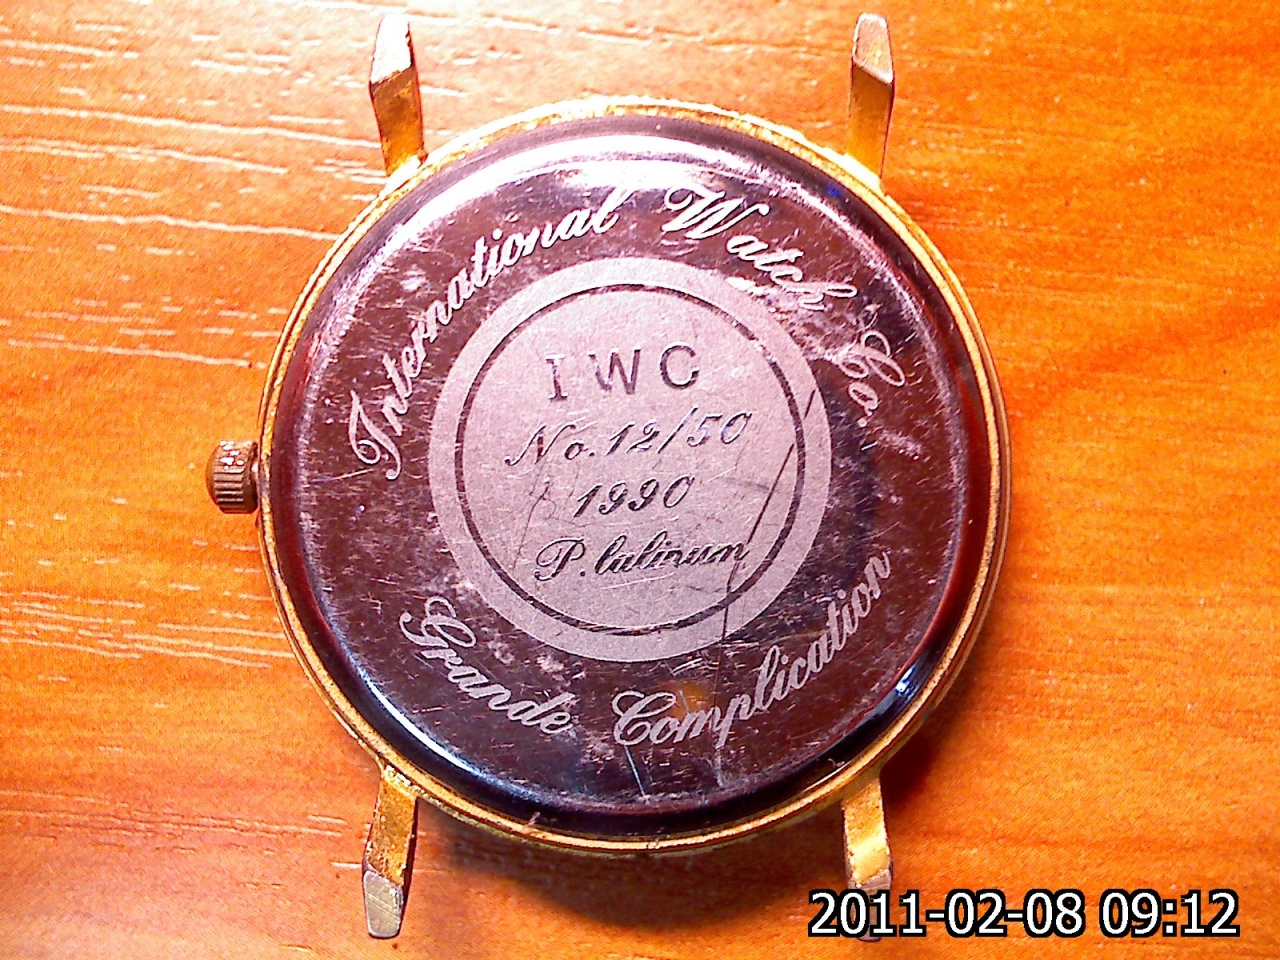 International Watch Co.
IWC
No.12/50
1990
P.latinum
Grande Complication
2011-02-08 09:12